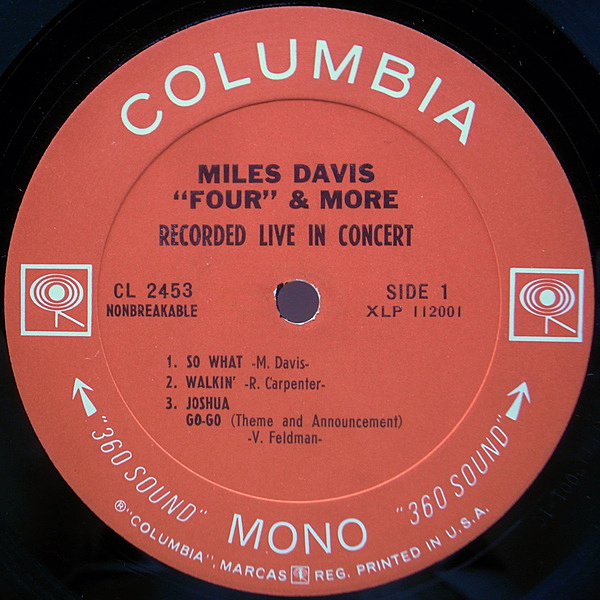 COLUMBIA
MILES DAVIS
"FOUR" & MORE
RECORDED LIVE IN CONCERT
CL 2453
NONBREAKABLE
SIDE 1
XLP 112001
1. SO WHAT -M. Davis-
2. WALKIN' -R. Carpenter-
3. JOSHUA
GO-GO (Theme and Announcement)
-V. Feldman-
"360 SOUND"
MONO
"360 SOUND"
®"COLUMBIA", MARCAS REG. PRINTED IN U.S.A.